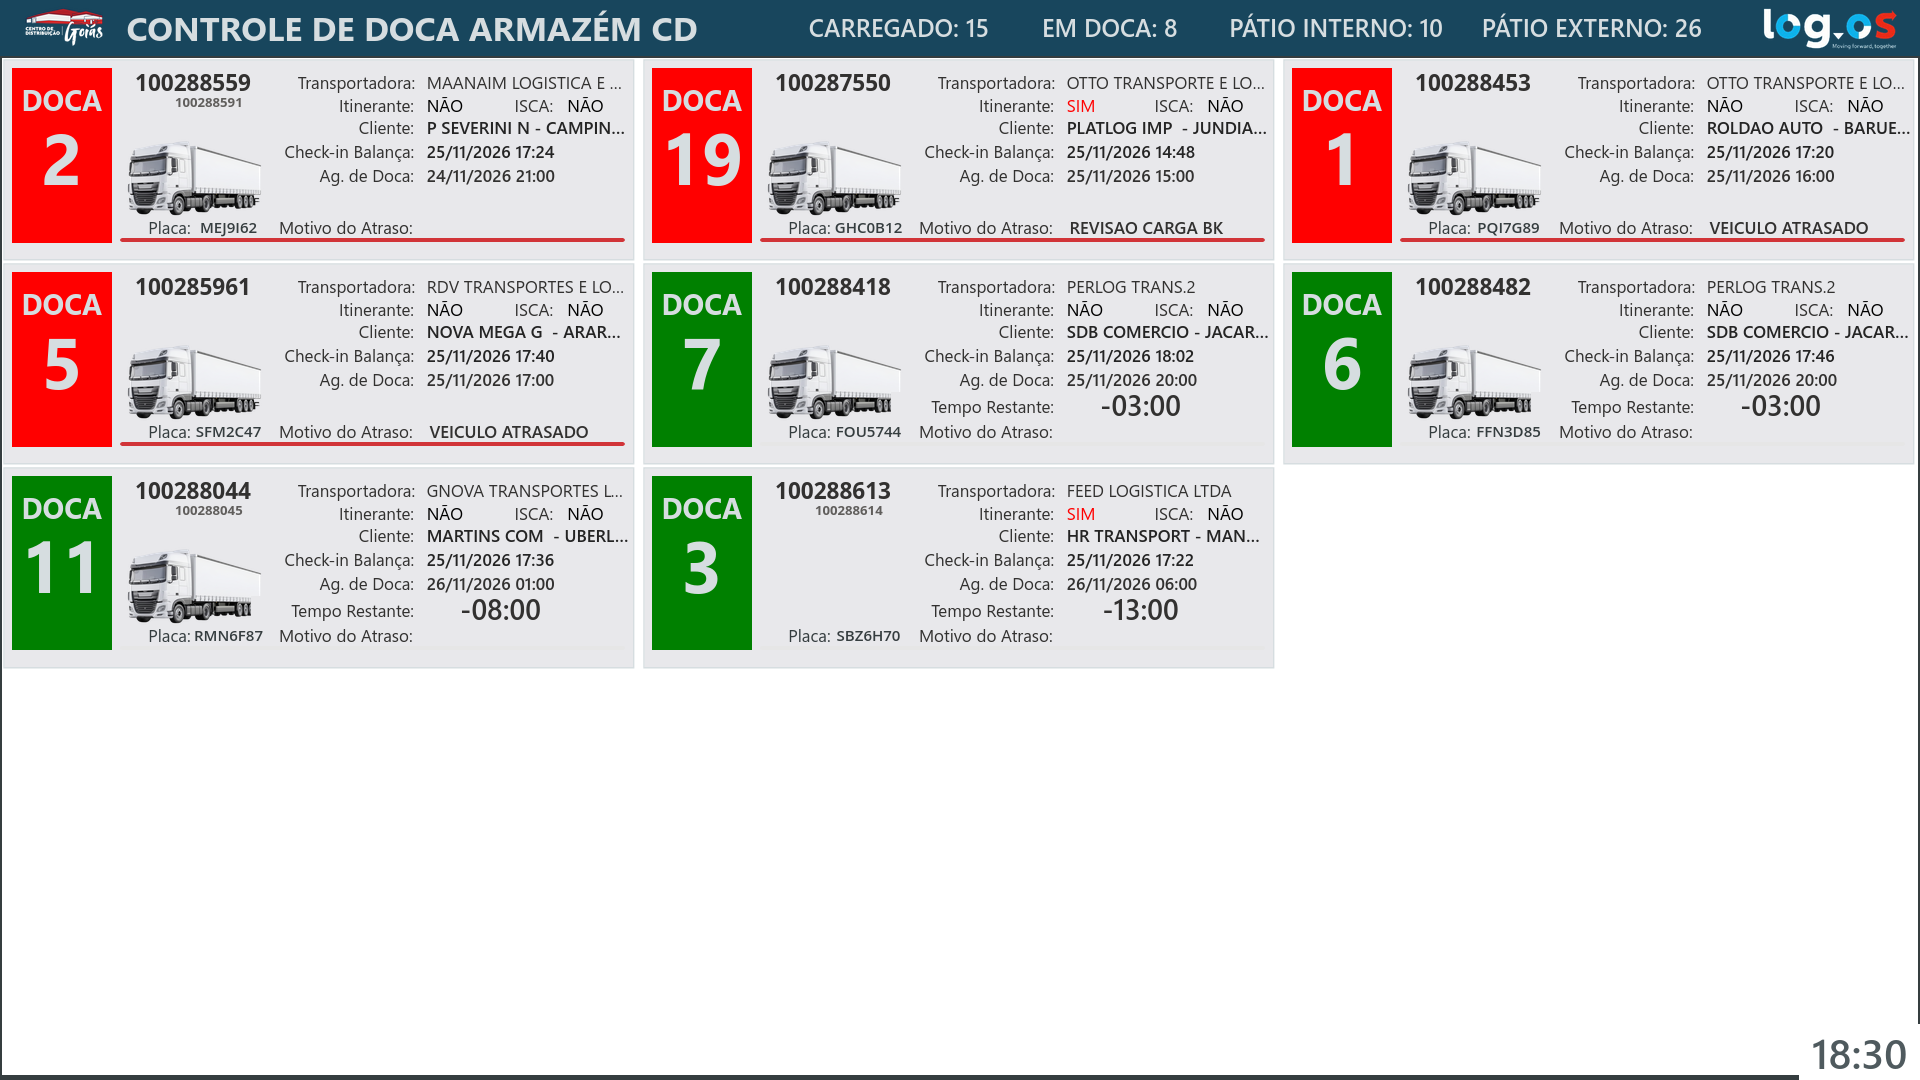 CENTRO DE DISTRIBUIÇÃO Goiás
CONTROLE DE DOCA ARMAZÉM CD
CARREGADO: 15 EM DOCA: 8 PÁTIO INTERNO: 10 PÁTIO EXTERNO: 26
log.os
Moving forward, together
DOCA
2
100288559
100288591
Transportadora: MAANAIM LOGISTICA E ...
Itinerante: NÃO ISCA: NÃO
Cliente: P SEVERINI N - CAMPIN...
Check-in Balança: 25/11/2026 17:24
Ag. de Doca: 24/11/2026 21:00
Placa: MEJ9I62 Motivo do Atraso:
DOCA
19
100287550
Transportadora: OTTO TRANSPORTE E LO...
Itinerante: SIM ISCA: NÃO
Cliente: PLATLOG IMP - JUNDIA...
Check-in Balança: 25/11/2026 14:48
Ag. de Doca: 25/11/2026 15:00
Placa: GHC0B12 Motivo do Atraso: REVISAO CARGA BK
DOCA
1
100288453
Transportadora: OTTO TRANSPORTE E LO...
Itinerante: NÃO ISCA: NÃO
Cliente: ROLDAO AUTO - BARUE...
Check-in Balança: 25/11/2026 17:20
Ag. de Doca: 25/11/2026 16:00
Placa: PQI7G89 Motivo do Atraso: VEICULO ATRASADO
DOCA
5
100285961
Transportadora: RDV TRANSPORTES E LO...
Itinerante: NÃO ISCA: NÃO
Cliente: NOVA MEGA G - ARAR...
Check-in Balança: 25/11/2026 17:40
Ag. de Doca: 25/11/2026 17:00
Placa: SFM2C47 Motivo do Atraso: VEICULO ATRASADO
DOCA
7
100288418
Transportadora: PERLOG TRANS.2
Itinerante: NÃO ISCA: NÃO
Cliente: SDB COMERCIO - JACAR...
Check-in Balança: 25/11/2026 18:02
Ag. de Doca: 25/11/2026 20:00
Tempo Restante: -03:00
Placa: FOU5744 Motivo do Atraso:
DOCA
6
100288482
Transportadora: PERLOG TRANS.2
Itinerante: NÃO ISCA: NÃO
Cliente: SDB COMERCIO - JACAR...
Check-in Balança: 25/11/2026 17:46
Ag. de Doca: 25/11/2026 20:00
Tempo Restante: -03:00
Placa: FFN3D85 Motivo do Atraso:
DOCA
11
100288044
100288045
Transportadora: GNOVA TRANSPORTES L...
Itinerante: NÃO ISCA: NÃO
Cliente: MARTINS COM - UBERL...
Check-in Balança: 25/11/2026 17:36
Ag. de Doca: 26/11/2026 01:00
Tempo Restante: -08:00
Placa: RMN6F87 Motivo do Atraso:
DOCA
3
100288613
100288614
Transportadora: FEED LOGISTICA LTDA
Itinerante: SIM ISCA: NÃO
Cliente: HR TRANSPORT - MAN...
Check-in Balança: 25/11/2026 17:22
Ag. de Doca: 26/11/2026 06:00
Tempo Restante: -13:00
Placa: SBZ6H70 Motivo do Atraso:
18:30